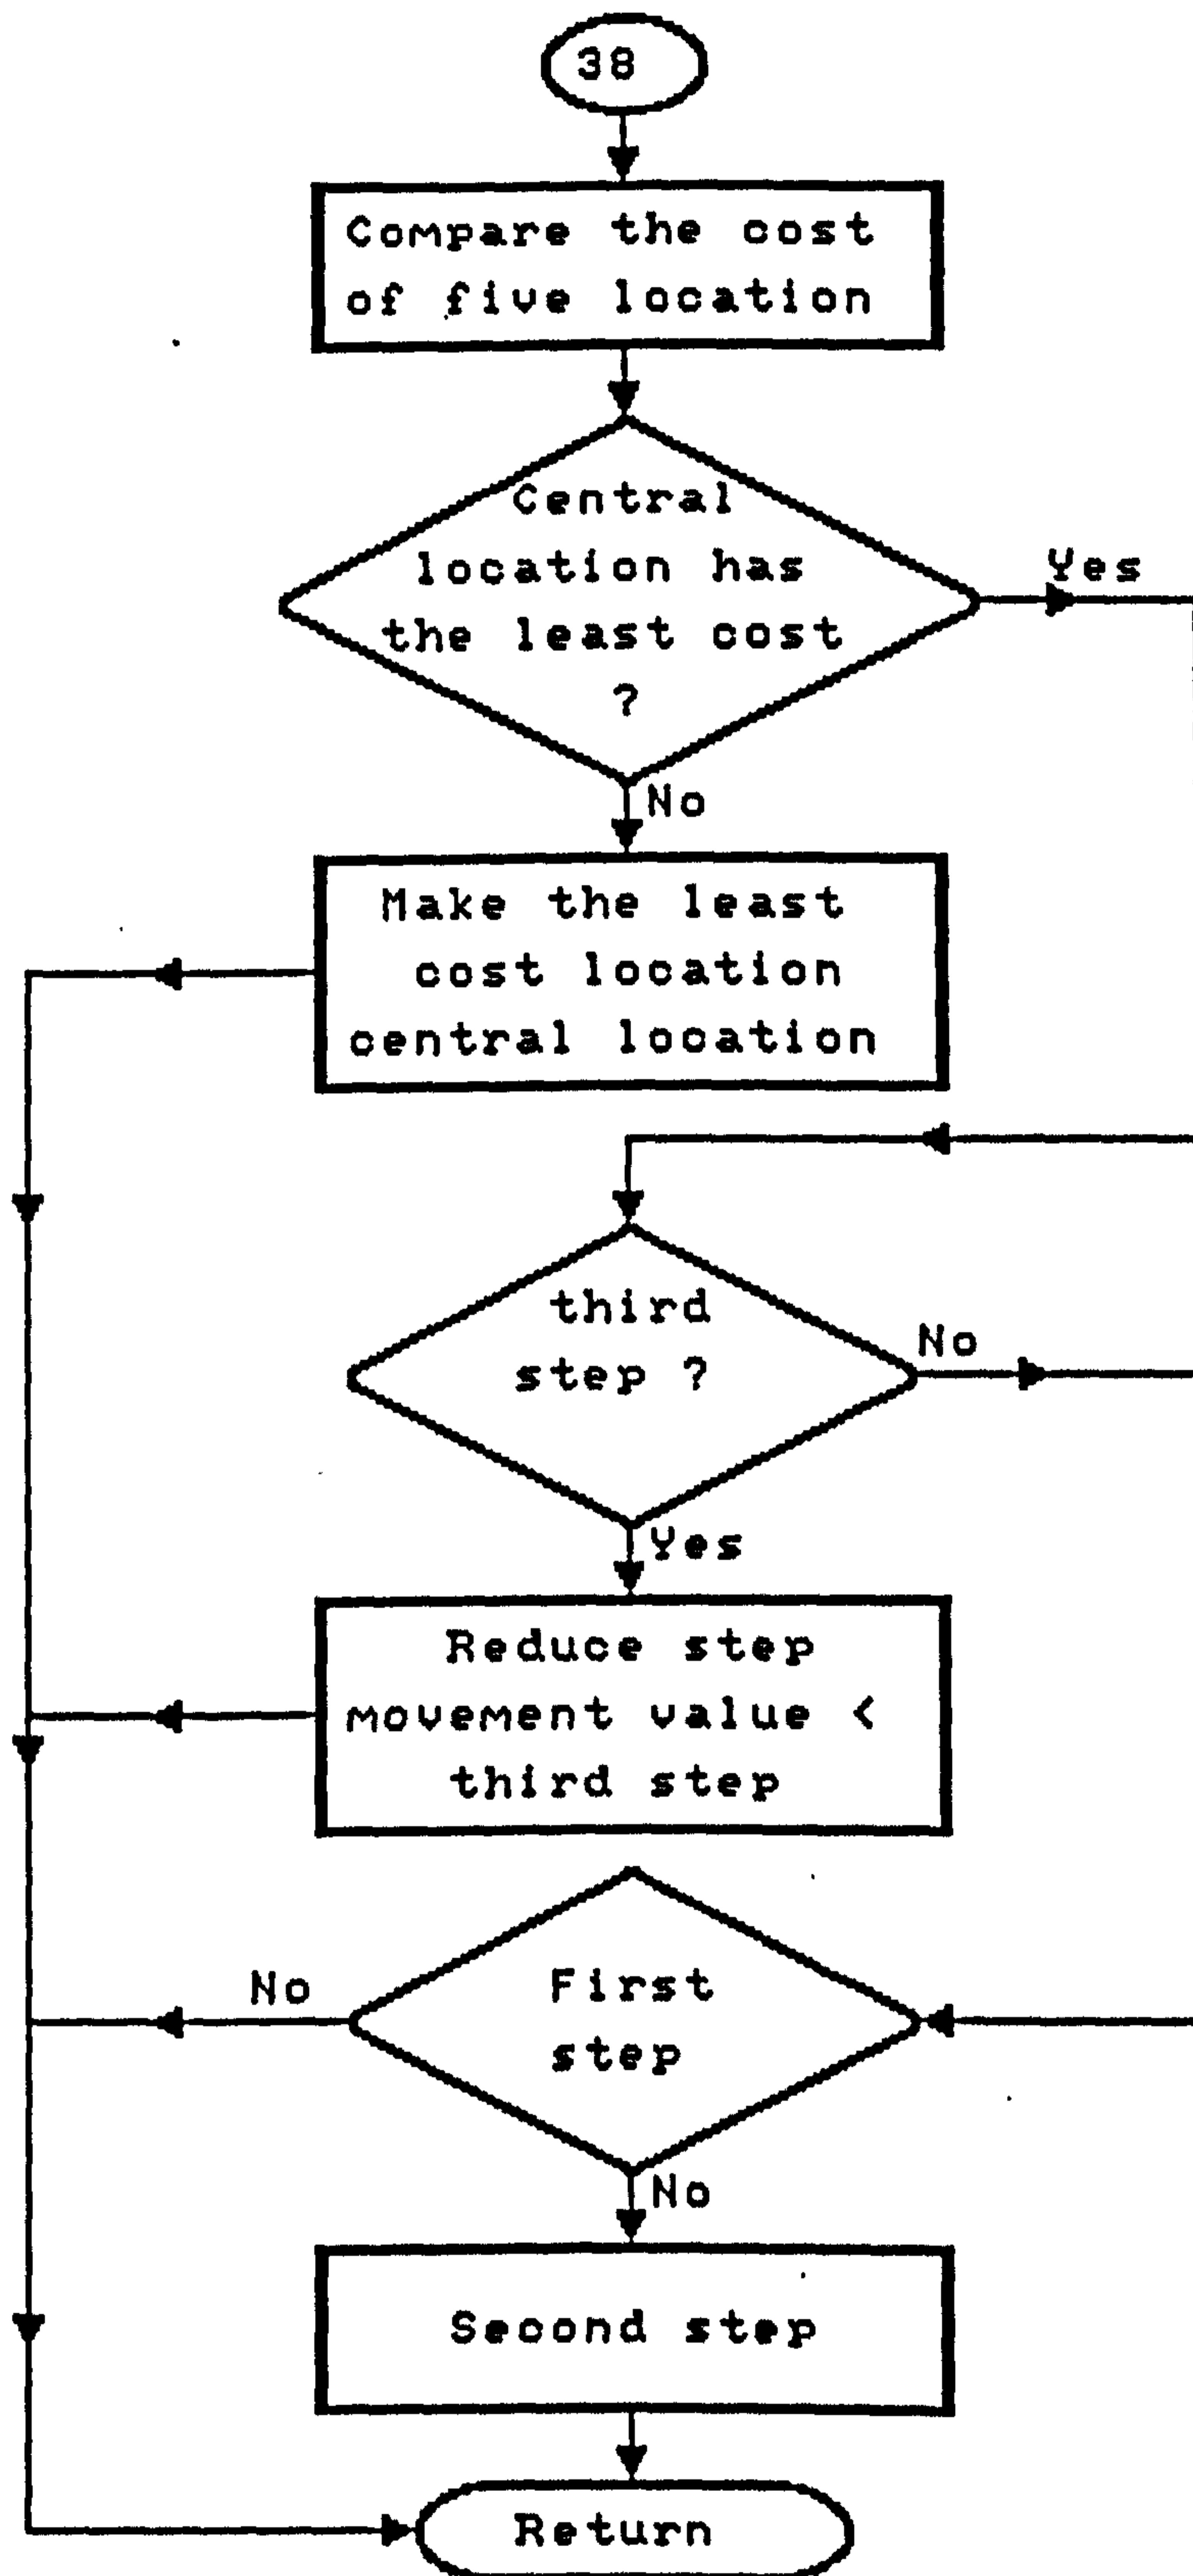 38
Compare the cost
of five location
Central
location has
the least cost
?
Yes
No
Make the least
cost location
central location
third
step ?
No
Yes
Reduce step
movement value <
third step
No
First
step
No
Second step
Return